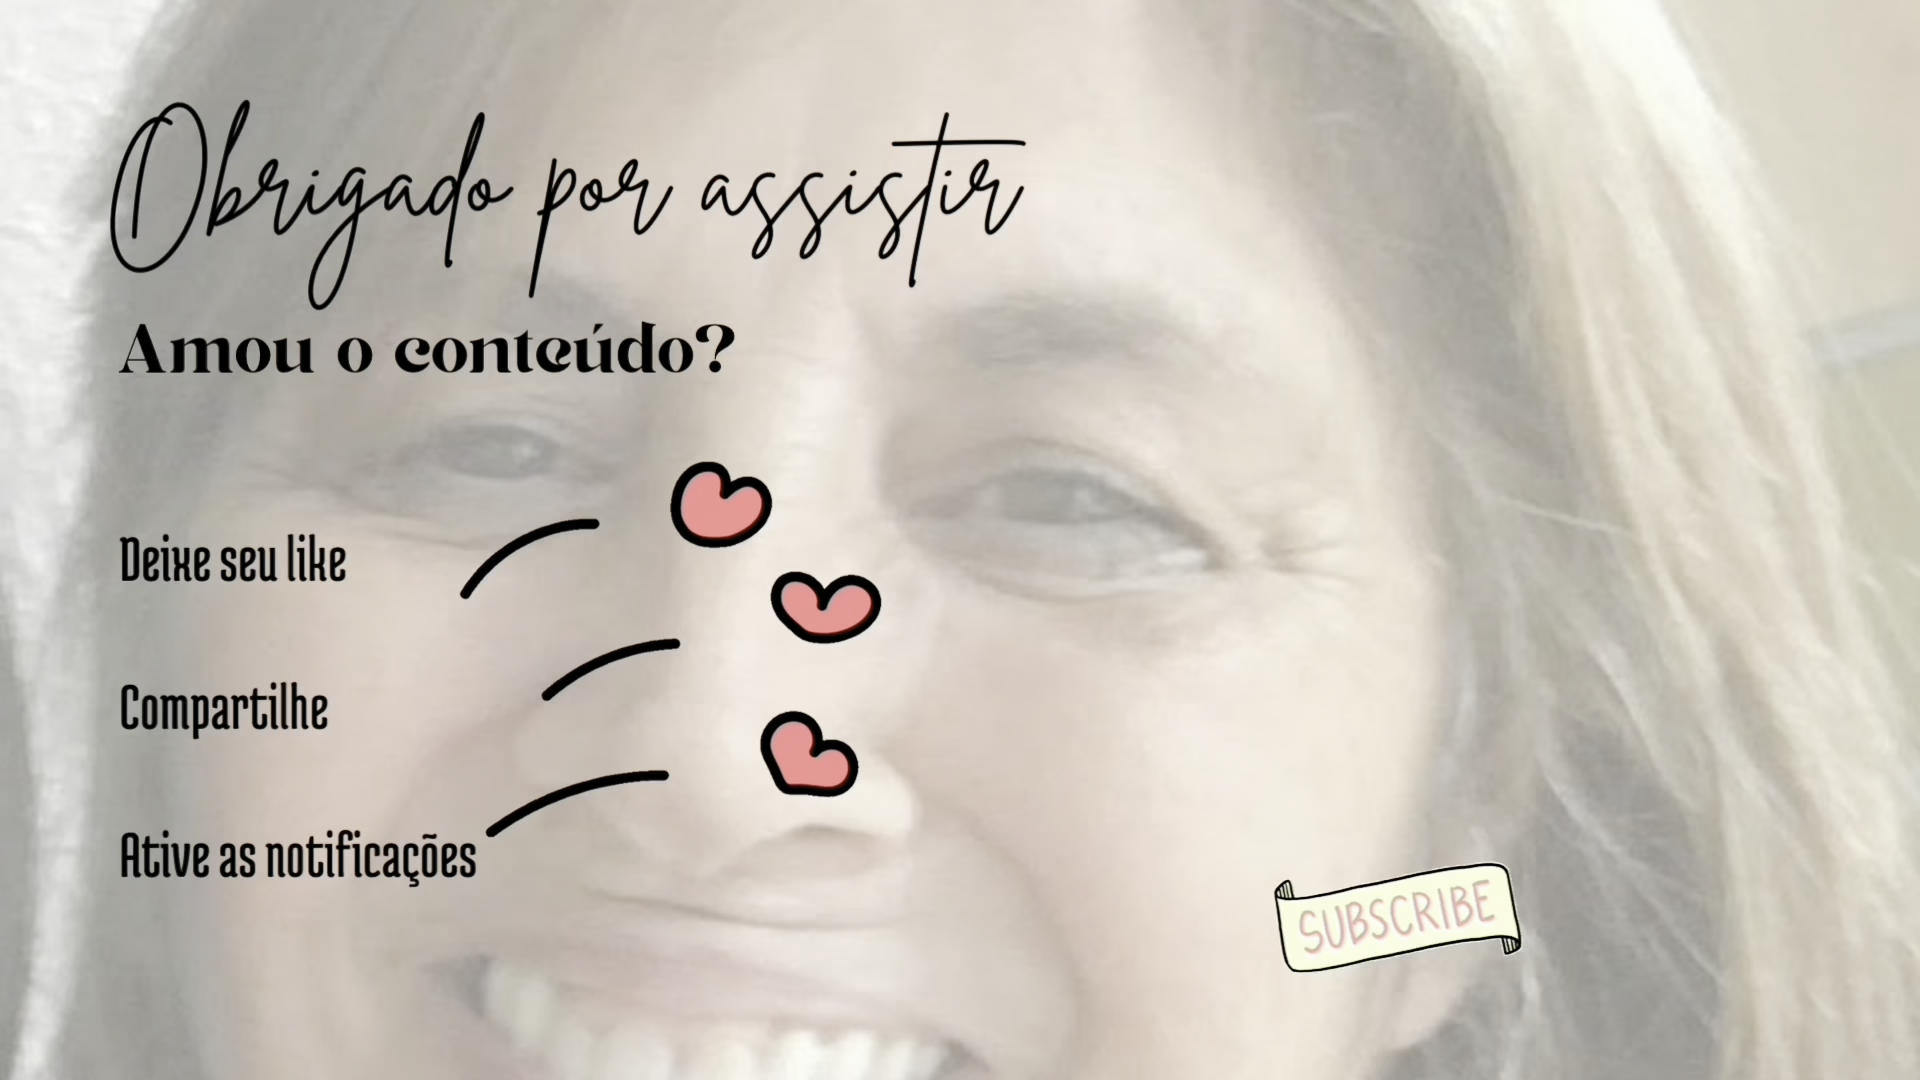 Obrigado por assistir
Amou o conteúdo?
Deixe seu like
Compartilhe
Ative as notificações
SUBSCRIBE